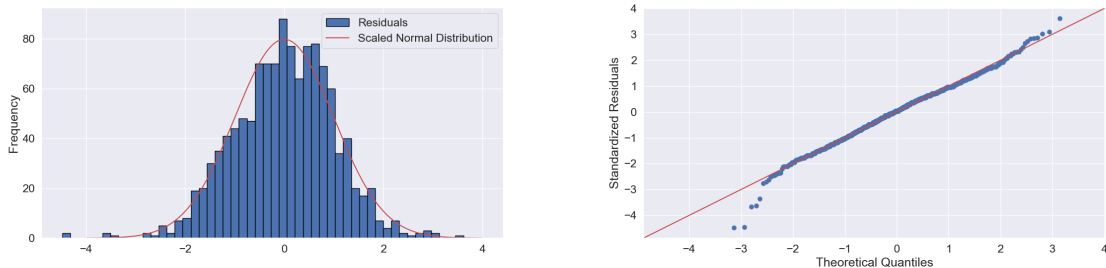 Residuals
Scaled Normal Distribution
Frequency
80
60
40
20
0
−4 −2 0 2 4
Standardized Residuals
4
3
2
1
0
−1
−2
−3
−4
−4 −3 −2 −1 0 1 2 3 4
Theoretical Quantiles